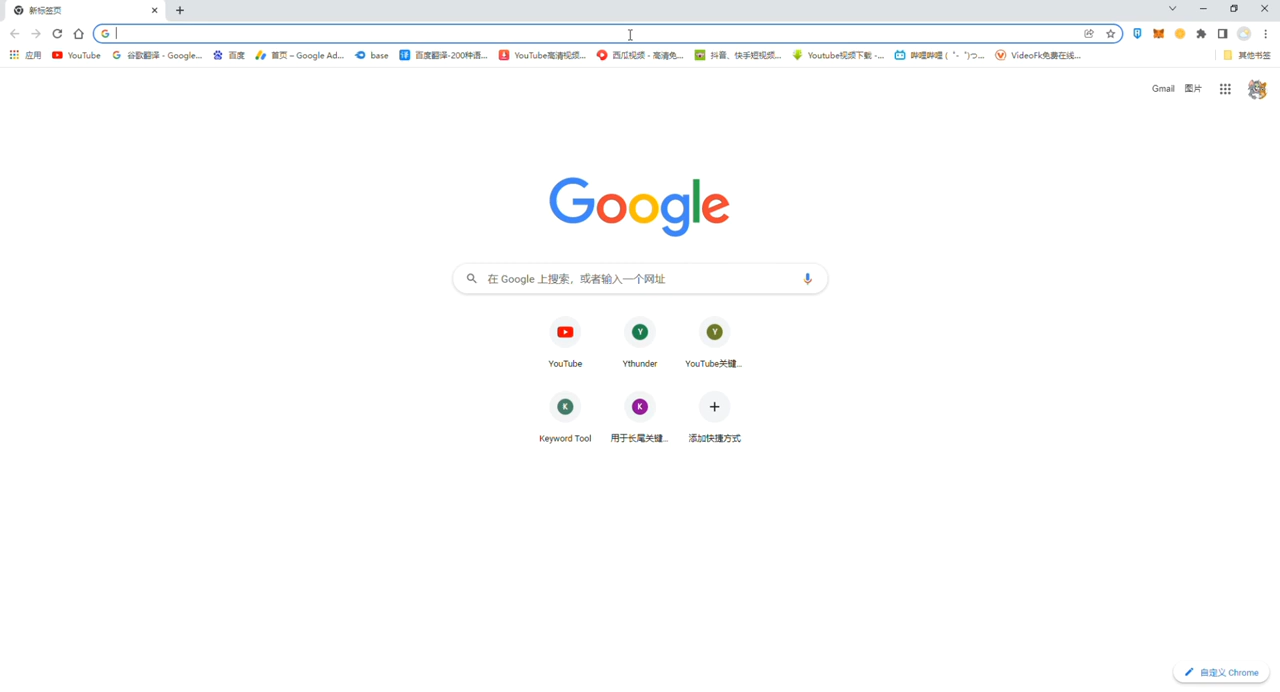 新标签页
应用
YouTube
谷歌翻译 - Google...
百度
首页 – Google Ad...
base
百度翻译-200种语...
YouTube高清视频...
西瓜视频 - 高清免...
抖音、快手短视频...
Youtube视频下载 -...
哔哩哔哩 ( ゜- ゜)つ...
VideoFk免费在线...
其他书签
Gmail
图片
Google
在 Google 上搜索，或者输入一个网址
YouTube
Ythunder
YouTube关键...
Keyword Tool
用于长尾关键...
添加快捷方式
自定义 Chrome